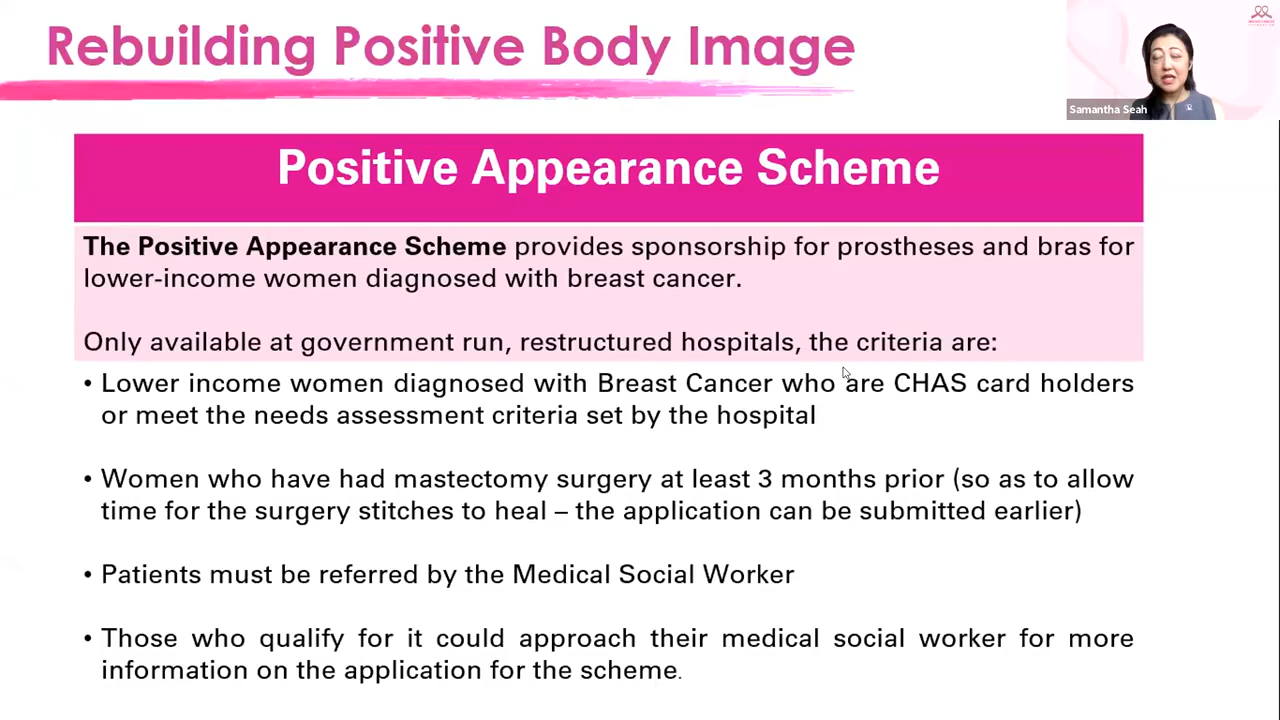 Rebuilding Positive Body Image
Samantha Seah
Positive Appearance Scheme
The Positive Appearance Scheme provides sponsorship for prostheses and bras for
lower-income women diagnosed with breast cancer.
Only available at government run, restructured hospitals, the criteria are:
• Lower income women diagnosed with Breast Cancer who are CHAS card holders
or meet the needs assessment criteria set by the hospital
• Women who have had mastectomy surgery at least 3 months prior (so as to allow
time for the surgery stitches to heal – the application can be submitted earlier)
• Patients must be referred by the Medical Social Worker
• Those who qualify for it could approach their medical social worker for more
information on the application for the scheme.